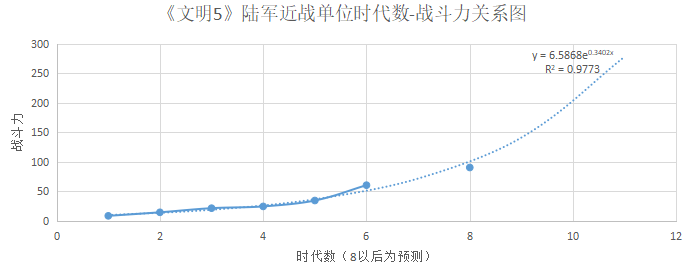 《文明5》陆军近战单位时代数-战斗力关系图
300
250
200
150
100
50
0
战斗力
y = 6.5868e^0.3402x
R² = 0.9773
0 2 4 6 8 10 12
时代数（8以后为预测）